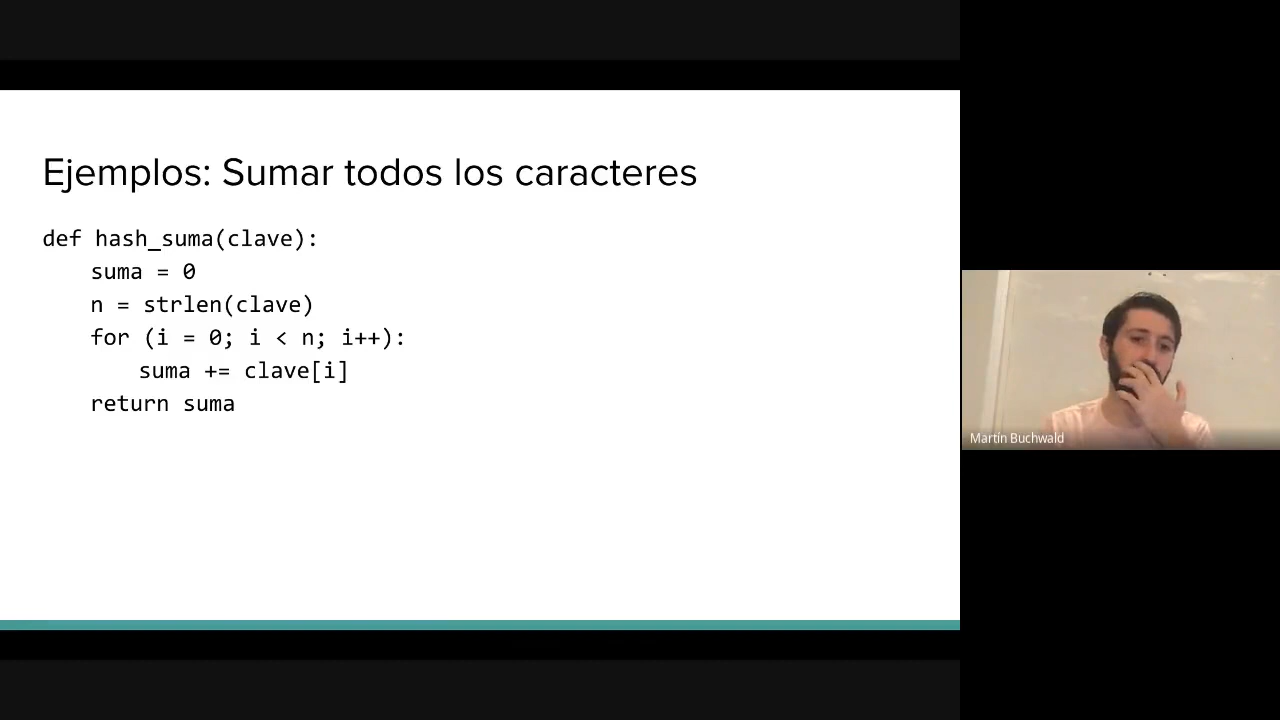 Ejemplos: Sumar todos los caracteres
def hash_suma(clave):
suma = 0
n = strlen(clave)
for (i = 0; i < n; i++):
suma += clave[i]
return suma
Martín Buchwald